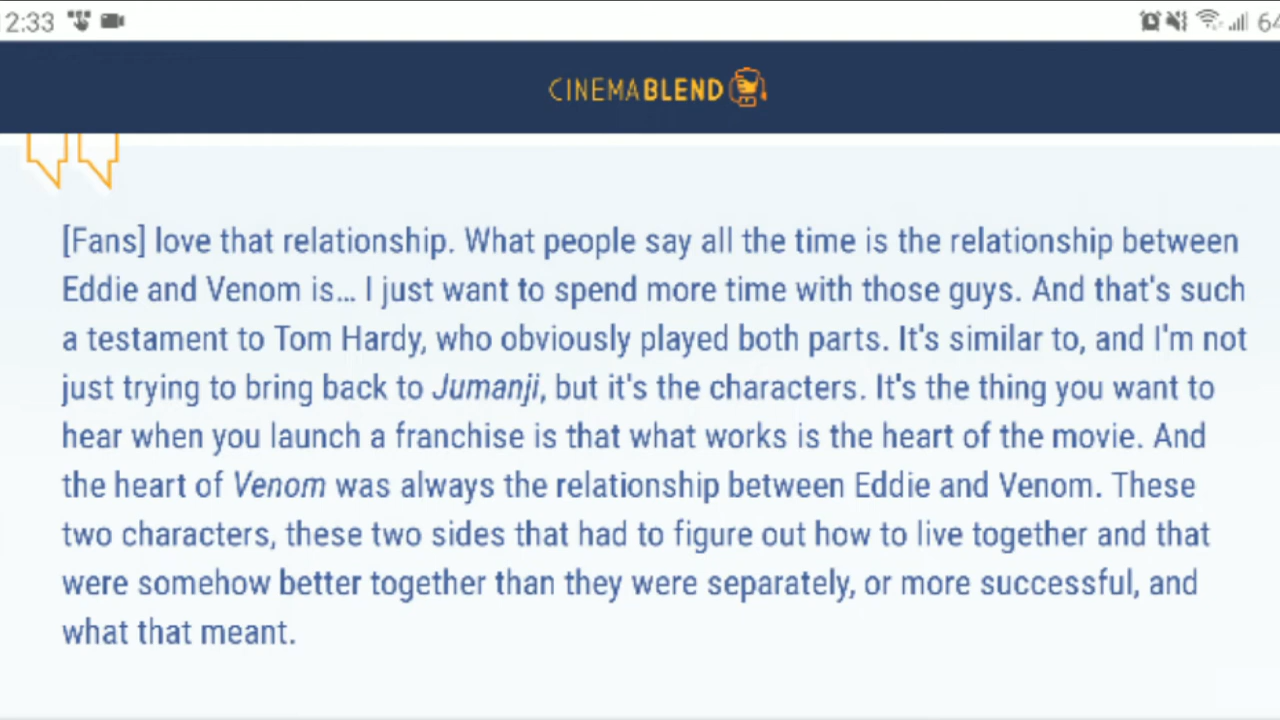 2:33
64
CINEMABLEND
[Fans] love that relationship. What people say all the time is the relationship between
Eddie and Venom is... I just want to spend more time with those guys. And that's such
a testament to Tom Hardy, who obviously played both parts. It's similar to, and I'm not
just trying to bring back to Jumanji, but it's the characters. It's the thing you want to
hear when you launch a franchise is that what works is the heart of the movie. And
the heart of Venom was always the relationship between Eddie and Venom. These
two characters, these two sides that had to figure out how to live together and that
were somehow better together than they were separately, or more successful, and
what that meant.